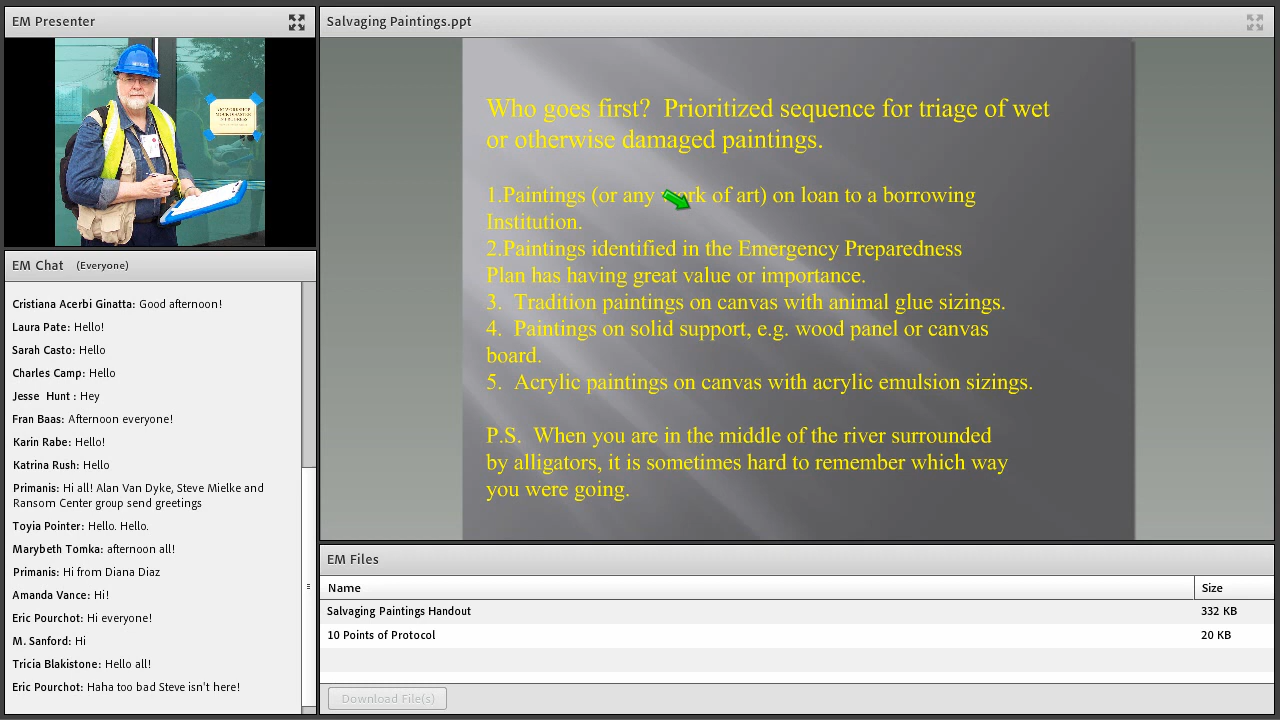 EM Presenter
EM Chat (Everyone)
Cristiana Acerbi Ginatta: Good afternoon!
Laura Pate: Hello!
Sarah Casto: Hello
Charles Camp: Hello
Jesse Hunt : Hey
Fran Baas: Afternoon everyone!
Karin Rabe: Hello!
Katrina Rush: Hello
Primanis: Hi all! Alan Van Dyke, Steve Mielke and
Ransom Center group send greetings
Toyia Pointer: Hello. Hello.
Marybeth Tomka: afternoon all!
Primanis: Hi from Diana Diaz
Amanda Vance: Hi!
Eric Pourchot: Hi everyone!
M. Sanford: Hi
Tricia Blakistone: Hello all!
Eric Pourchot: Haha too bad Steve isn't here!
Salvaging Paintings.ppt
Who goes first? Prioritized sequence for triage of wet
or otherwise damaged paintings.
1.Paintings (or any work of art) on loan to a borrowing
Institution.
2.Paintings identified in the Emergency Preparedness
Plan has having great value or importance.
3. Tradition paintings on canvas with animal glue sizings.
4. Paintings on solid support, e.g. wood panel or canvas
board.
5. Acrylic paintings on canvas with acrylic emulsion sizings.
P.S. When you are in the middle of the river surrounded
by alligators, it is sometimes hard to remember which way
you were going.
EM Files
Name Size
Salvaging Paintings Handout 332 KB
10 Points of Protocol 20 KB
Download File(s)